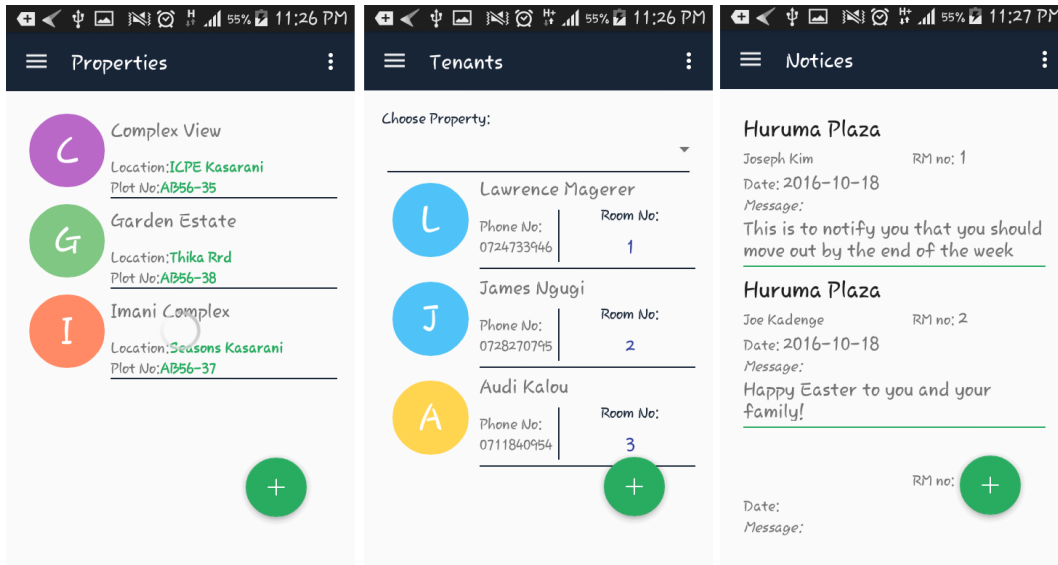 H 55% 11:26 PM
Properties
C
Complex View
Location:ICPE Kasarani
Plot No:AB56-35
G
Garden Estate
Location:Thika Rrd
Plot No:AB56-38
I
Imani Complex
Location:Seasons Kasarani
Plot No:AB56-37
+
H+ 55% 11:26 PM
Tenants
Choose Property:
L
Lawrence Magerer
Phone No:
0724733946
Room No:
1
J
James Ngugi
Phone No:
0728270795
Room No:
2
A
Audi Kalou
Phone No:
0711840954
Room No:
3
+
H+ 55% 11:27 PM
Notices
Huruma Plaza
Joseph Kim RM no: 1
Date: 2016-10-18
Message:
This is to notify you that you should
move out by the end of the week
Huruma Plaza
Joe Kadenge RM no: 2
Date: 2016-10-18
Message:
Happy Easter to you and your
family!
RM no:
+
Date:
Message: